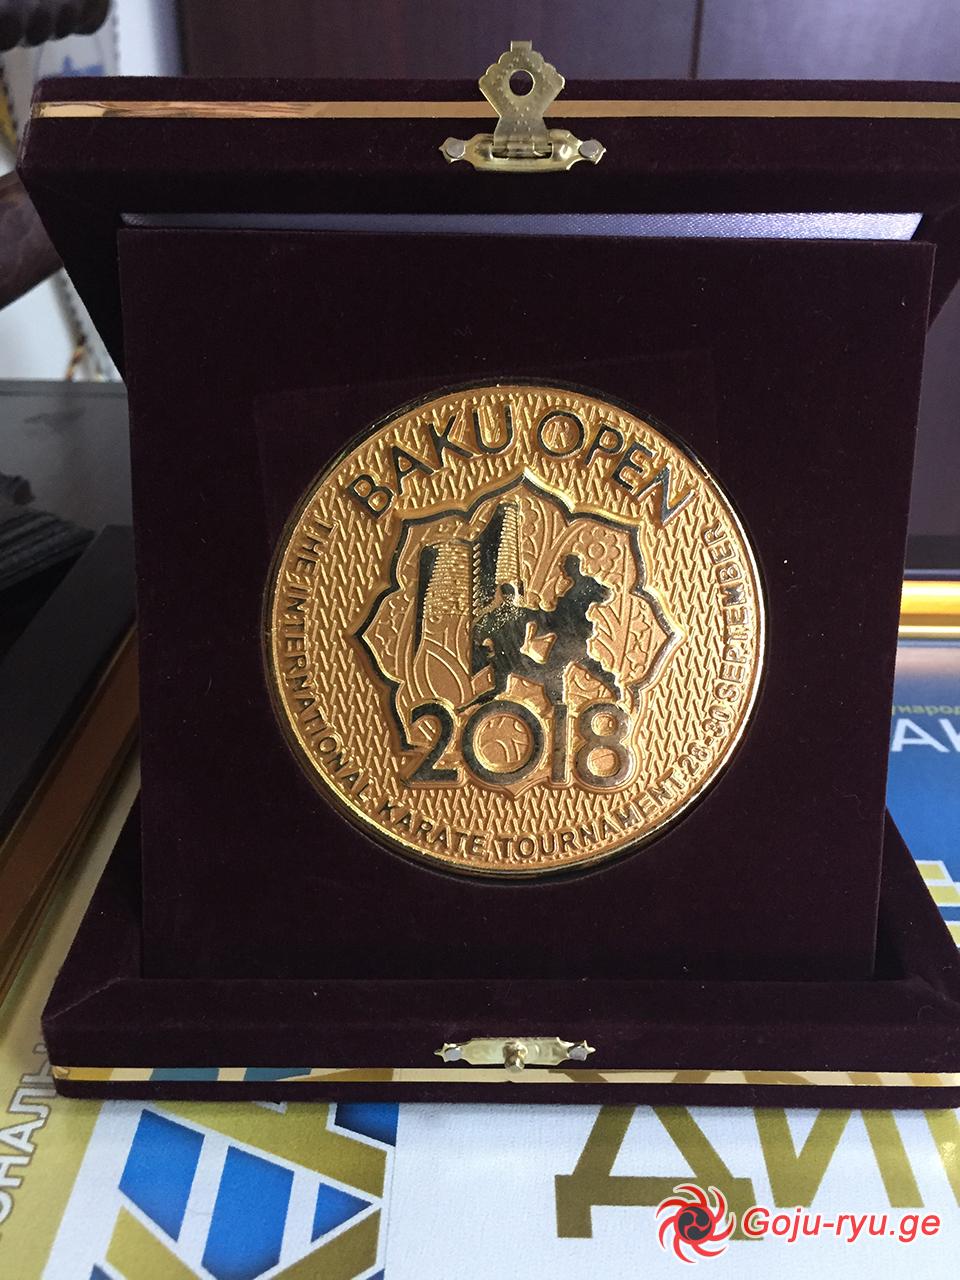 BAKU OPEN
THE INTERNATIONAL KARATE TOURNAMENT 28-30 SEPTEMBER
2018
Goju-ryu.ge